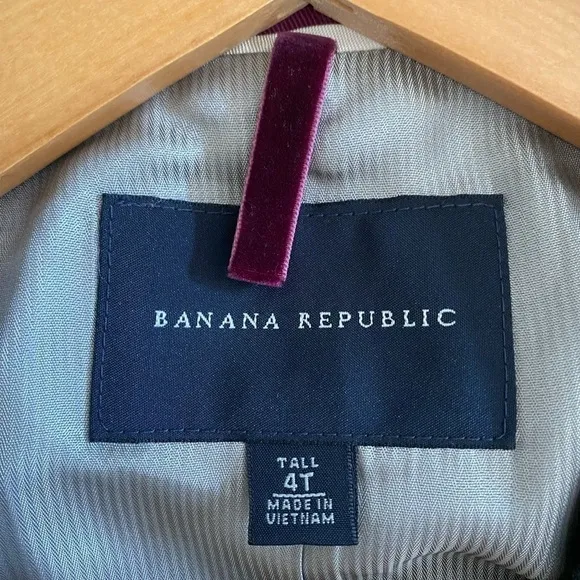 BANANA REPUBLIC
TALL
4T
MADE IN
VIETNAM